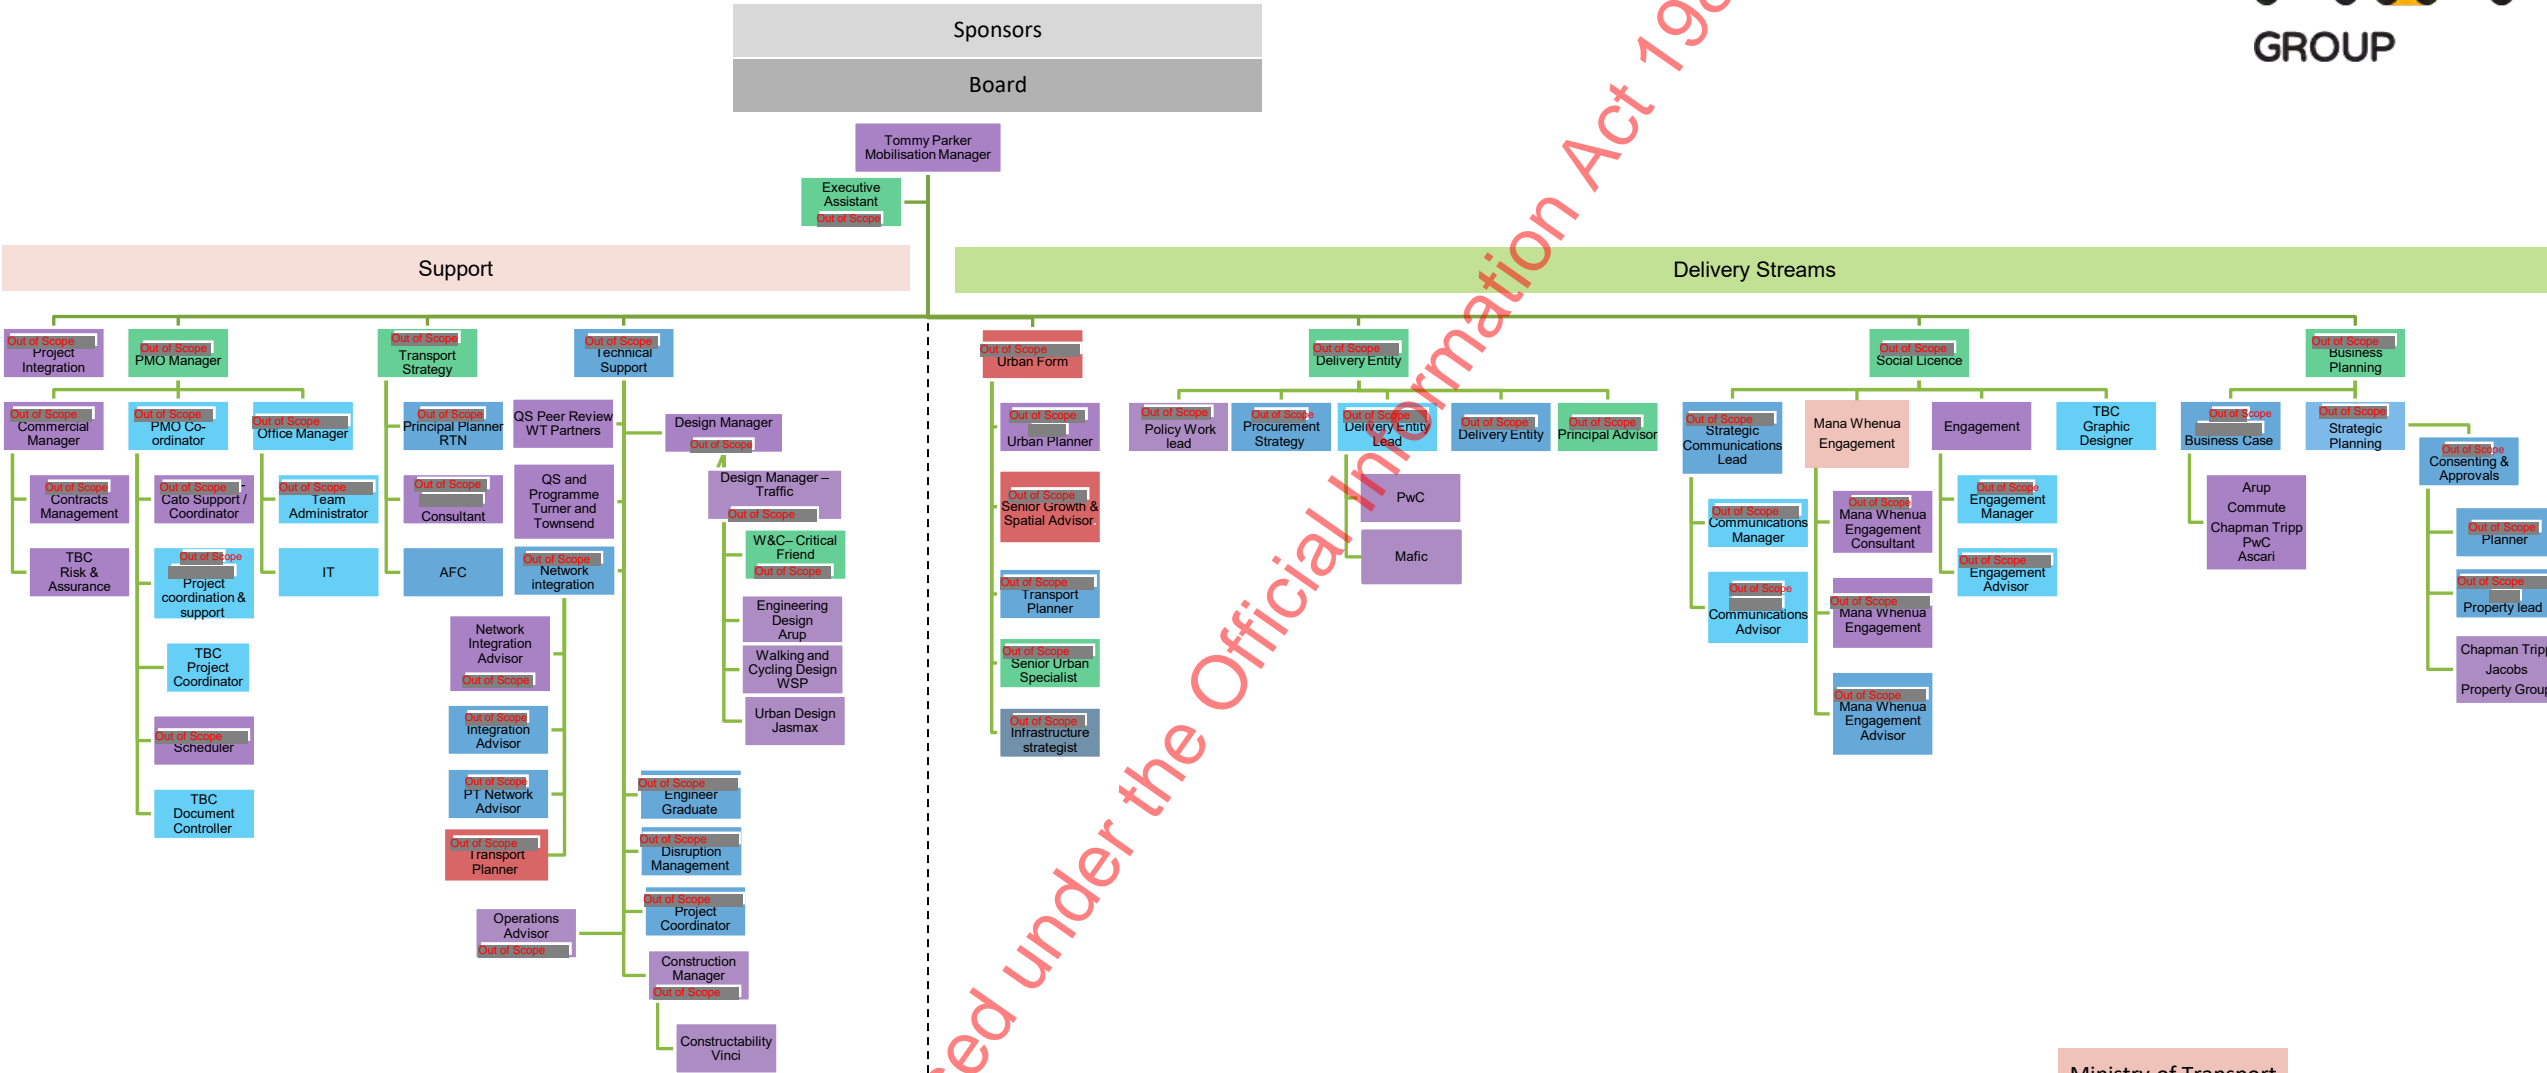 GROUP
Sponsors
Board
Tommy Parker
Mobilisation Manager
Executive
Assistant
Out of Scope
Support
Delivery Streams
Out of Scope
Project
Integration
Out of Scope
PMO Manager
Out of Scope
Transport
Strategy
Out of Scope
Technical
Support
Out of Scope
Urban Form
Out of Scope
Delivery Entity
Out of Scope
Social Licence
Out of Scope
Business
Planning
Out of Scope
Commercial
Manager
Out of Scope
PMO Co-
ordinator
Out of Scope
Office Manager
Out of Scope
Principal Planner
RTN
QS Peer Review
WT Partners
Design Manager
Out of Scope
Out of Scope
Contracts
Management
Out of Scope
Cato Support /
Coordinator
Out of Scope
Team
Administrator
Out of Scope
Consultant
QS and
Programme
Turner and
Townsend
Design Manager –
Traffic
Out of Scope
TBC
Risk &
Assurance
Out of Scope
Project
coordination &
support
IT
AFC
Out of Scope
Network
integration
W&C– Critical
Friend
Out of Scope
Engineering
Design
Arup
Network
Integration
Advisor
Out of Scope
TBC
Project
Coordinator
Walking and
Cycling Design
WSP
Out of Scope
Scheduler
Out of Scope
Integration
Advisor
Urban Design
Jasmax
TBC
Document
Controller
Out of Scope
PT Network
Advisor
Out of Scope
Engineer
Graduate
Out of Scope
Transport
Planner
Out of Scope
Disruption
Management
Out of Scope
Project
Coordinator
Operations
Advisor
Out of Scope
Construction
Manager
Out of Scope
Constructability
Vinci
Out of Scope
Urban Planner
Out of Scope
Senior Growth &
Spatial Advisor.
Out of Scope
Transport
Planner
Out of Scope
Senior Urban
Specialist
Out of Scope
Infrastructure
strategist
Out of Scope
Policy Work
lead
Out of Scope
Procurement
Strategy
Out of Scope
Delivery Entity
Lead
Out of Scope
Delivery Entity
Out of Scope
Principal Advisor
PwC
Mafic
Out of Scope
Strategic
Communications
Lead
Mana Whenua
Engagement
Engagement
TBC
Graphic
Designer
Out of Scope
Communications
Manager
Out of Scope
Mana Whenua
Engagement
Consultant
Out of Scope
Engagement
Manager
Out of Scope
Communications
Advisor
Out of Scope
Mana Whenua
Engagement
Out of Scope
Engagement
Advisor
Out of Scope
Mana Whenua
Engagement
Advisor
Out of Scope
Business Case
Out of Scope
Strategic
Planning
Out of Scope
Consenting &
Approvals
Arup
Commute
Chapman Tripp
PwC
Ascari
Out of Scope
Planner
Out of Scope
Property lead
Chapman Tripp
Jacobs
Property Group
Ministry of Transport
under the Official Information Act